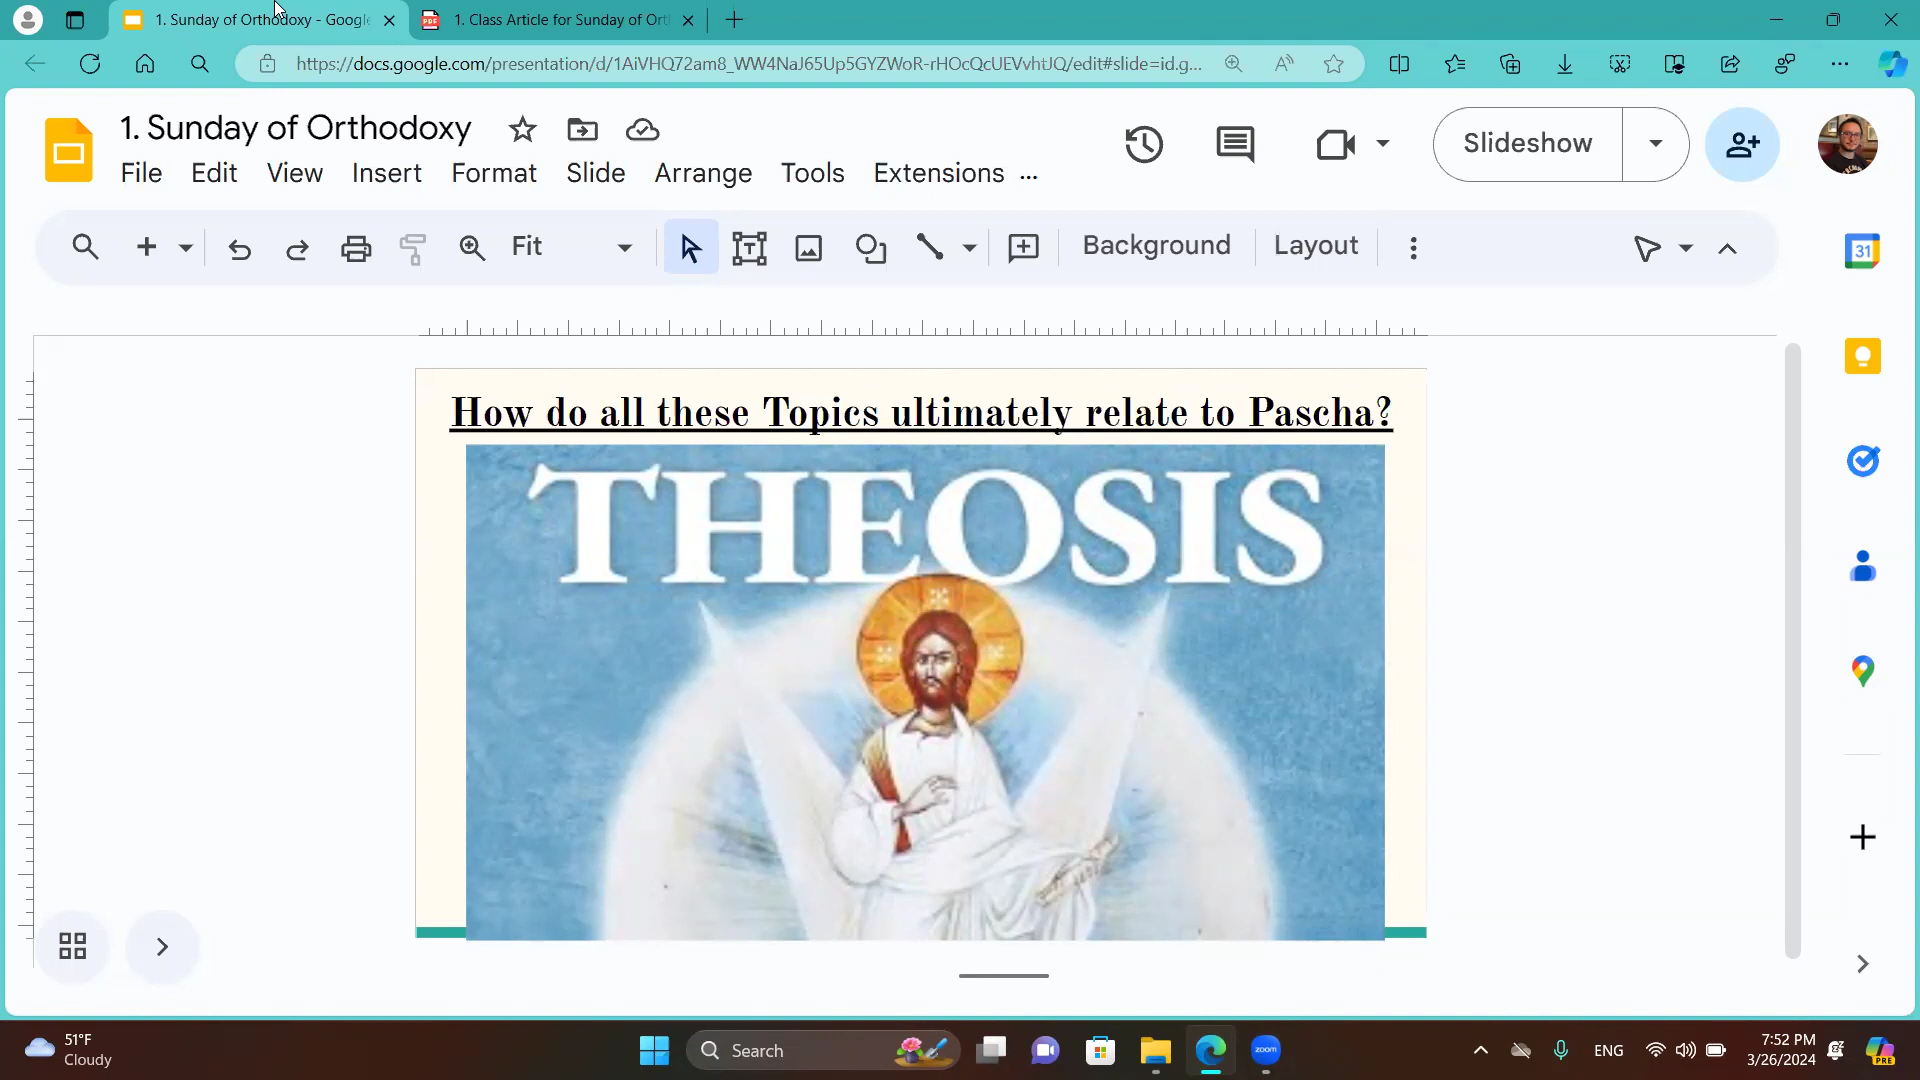 1. Sunday of Orthodoxy - Google
1. Class Article for Sunday of Ort
https://docs.google.com/presentation/d/1AiVHQ72am8_WW4NaJ65Up5GYZWoR-rHOcQcUEVvhtJQ/edit#slide=id.g...
1. Sunday of Orthodoxy
File Edit View Insert Format Slide Arrange Tools Extensions ...
Slideshow
Fit
Background Layout
31
How do all these Topics ultimately relate to Pascha?
THEOSIS
51°F
Cloudy
Search
zoom
ENG
7:52 PM
3/26/2024
PRE